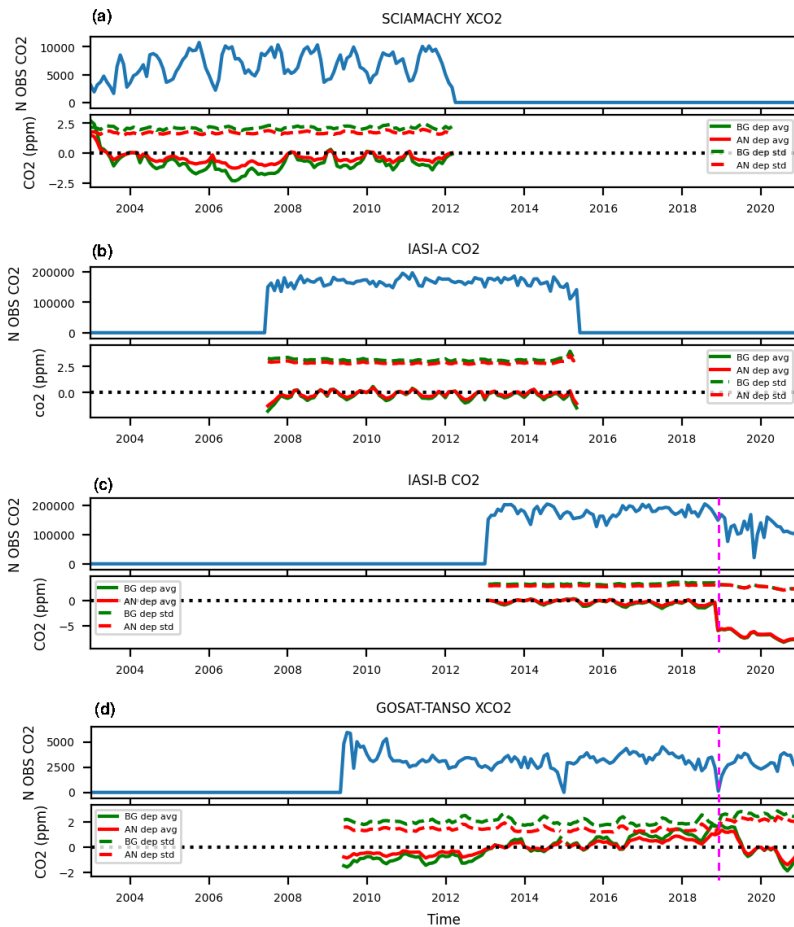 (a)
SCIAMACHY XCO2
N OBS CO2
10000
5000
0
CO2 (ppm)
2.5
0.0
−2.5
BG dep avg
AN dep avg
BG dep std
AN dep std
2004 2006 2008 2010 2012 2014 2016 2018 2020
(b)
IASI-A CO2
N OBS CO2
200000
100000
0
co2 (ppm)
2.5
0.0
BG dep avg
AN dep avg
BG dep std
AN dep std
2004 2006 2008 2010 2012 2014 2016 2018 2020
(c)
IASI-B CO2
N OBS CO2
200000
100000
0
CO2 (ppm)
0
−5
BG dep avg
AN dep avg
BG dep std
AN dep std
2004 2006 2008 2010 2012 2014 2016 2018 2020
(d)
GOSAT-TANSO XCO2
N OBS CO2
5000
2500
0
CO2 (ppm)
2
0
−2
BG dep avg
AN dep avg
BG dep std
AN dep std
2004 2006 2008 2010 2012 2014 2016 2018 2020
Time